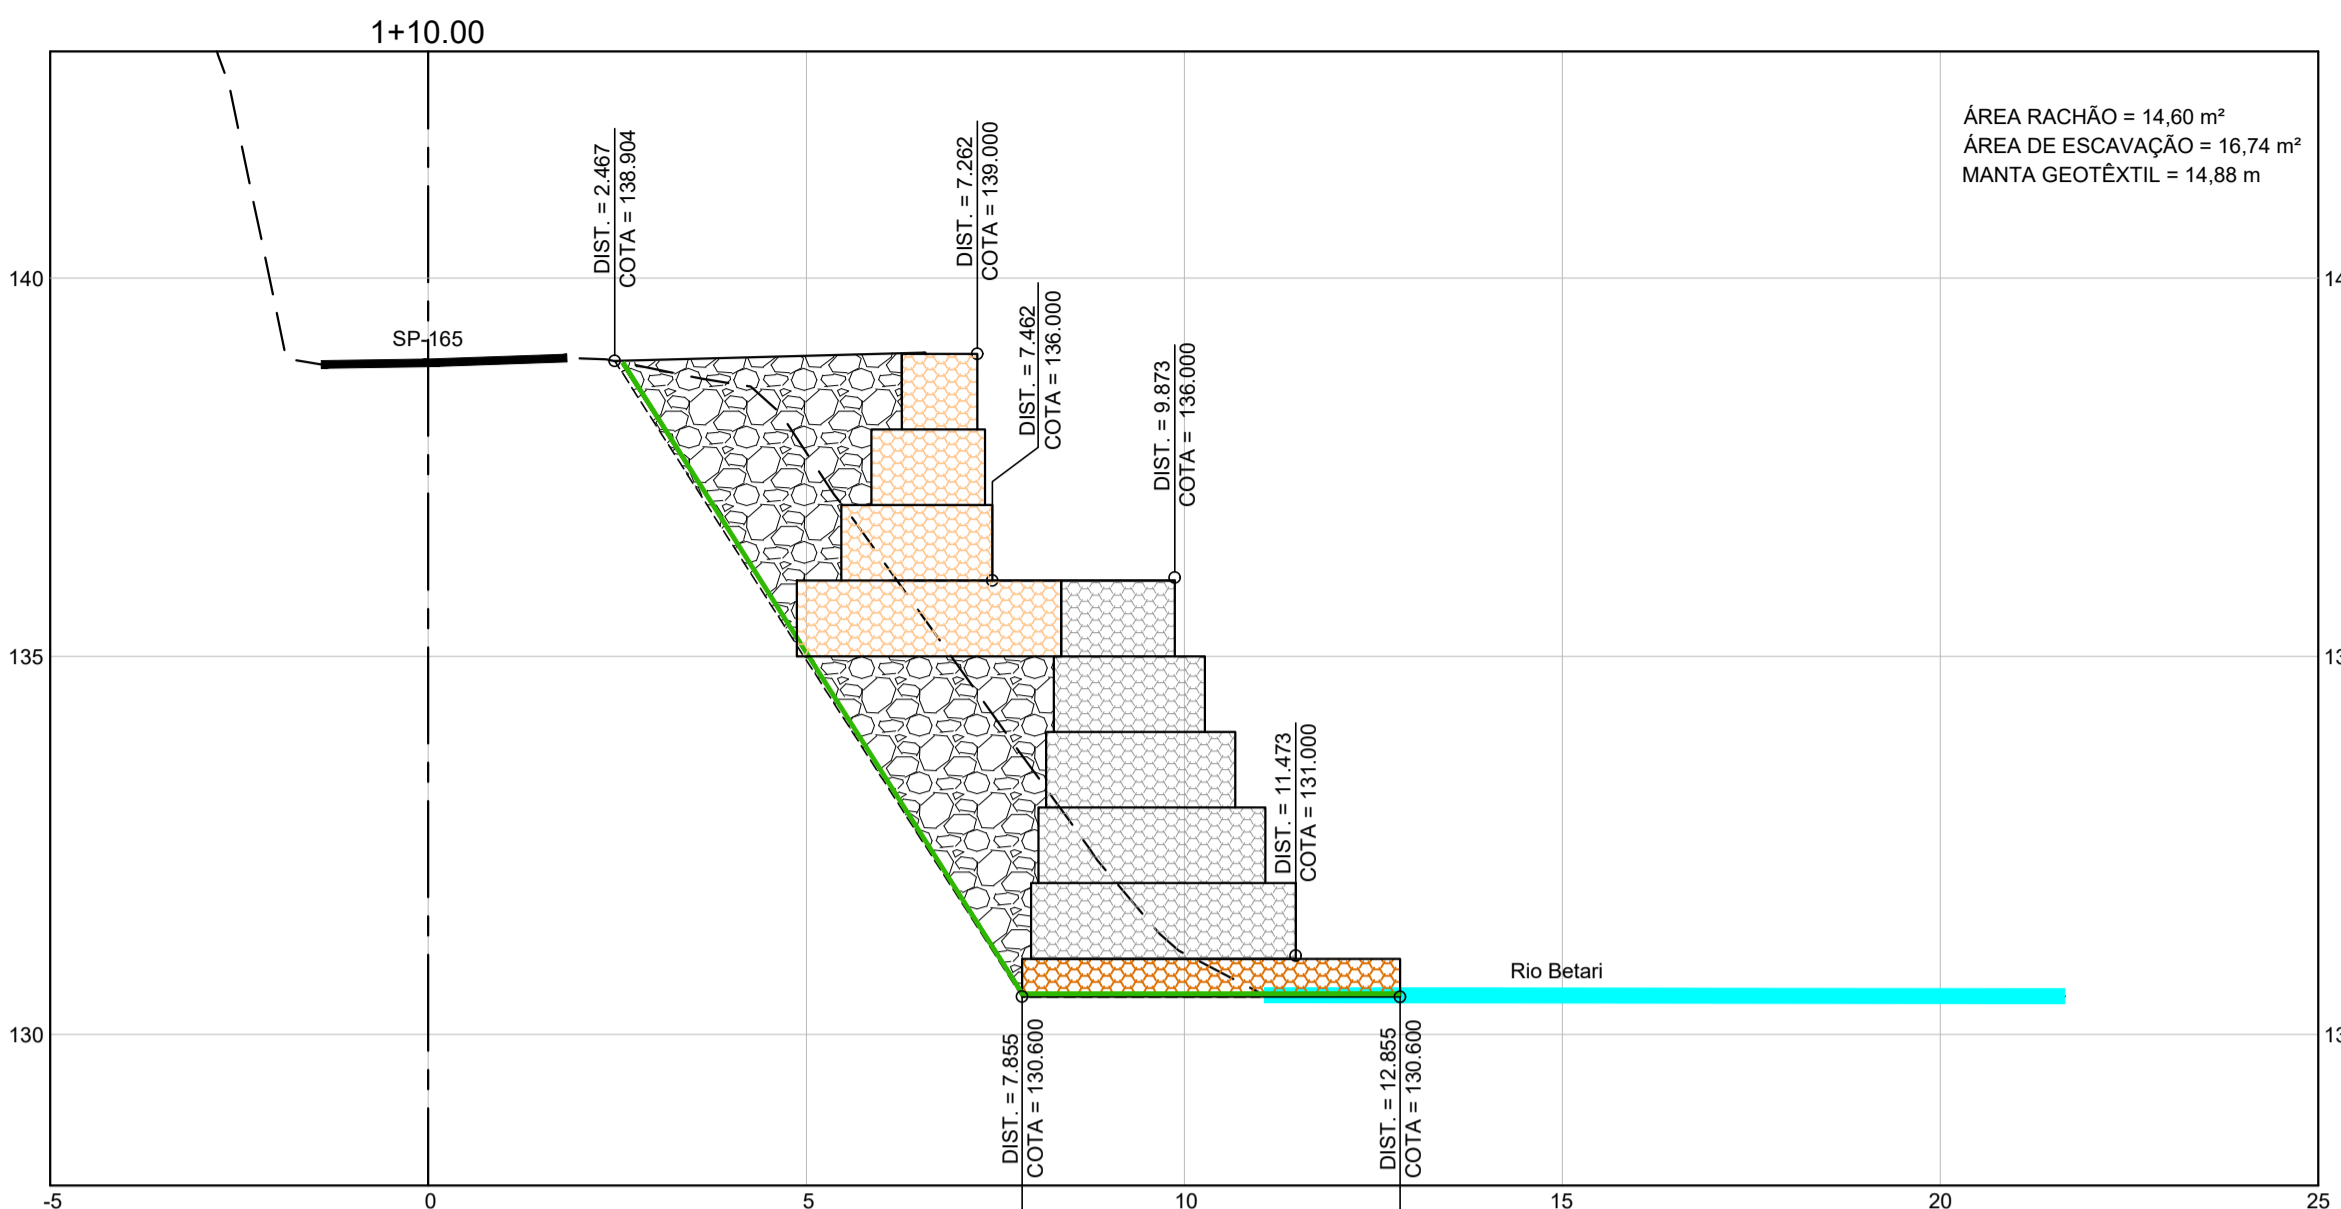 1+10.00
ÁREA RACHÃO = 14,60 m²
ÁREA DE ESCAVAÇÃO = 16,74 m²
MANTA GEOTÊXTIL = 14,88 m
DIST. = 2.467
COTA = 138.904
DIST. = 7.262
COTA = 139.000
140
14
SP-165
DIST. = 7.462
COTA = 136.000
DIST. = 9.873
COTA = 136.000
135
13
DIST. = 11.473
COTA = 131.000
Rio Betari
130
13
DIST. = 7.855
COTA = 130.600
DIST. = 12.855
COTA = 130.600
-5
0
5
10
15
20
25